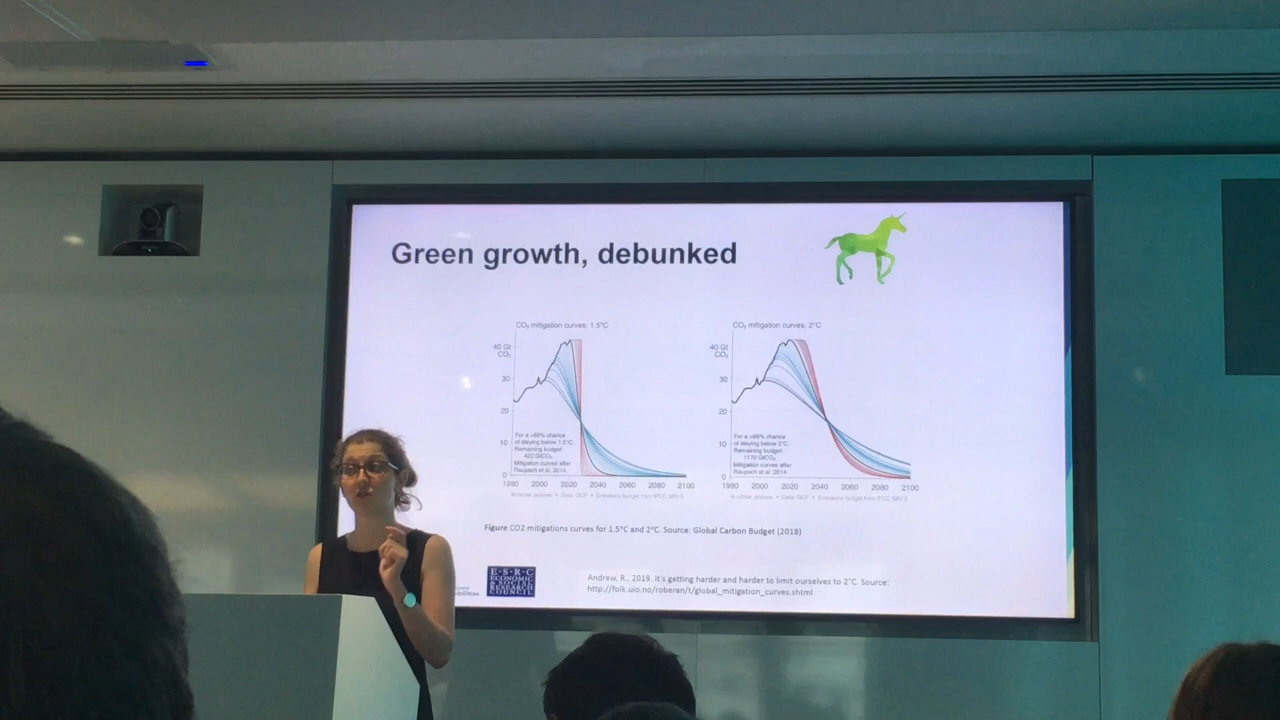 Green growth, debunked
CO₂ mitigation curves: 1.5°C
40 Gt
CO₂
30
20
10
0
For a >66% chance
of staying below 1.5°C
Remaining budget:
420 GtCO₂
Mitigation curves after
Raupach et al. 2014
1980 2000 2020 2040 2060 2080 2100
CO₂ mitigation curves: 2°C
40 Gt
CO₂
30
20
10
0
For a >66% chance
of staying below 2°C
Remaining budget:
1170 GtCO₂
Mitigation curves after
Raupach et al. 2014
1980 2000 2020 2040 2060 2080 2100
Figure CO2 mitigations curves for 1.5°C and 2°C. Source: Global Carbon Budget (2018)
E·S·R·C
ECONOMIC
& SOCIAL
RESEARCH
COUNCIL
Andrew, R., 2019. It's getting harder and harder to limit ourselves to 2°C. Source:
http://folk.uio.no/roberan/t/global_mitigation_curves.shtml